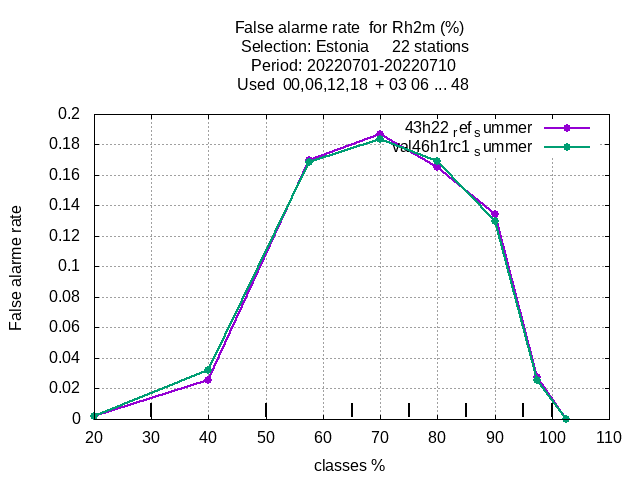 False alarme rate  for Rh2m (%)
Selection: Estonia     22 stations
Period: 20220701-20220710
Used  00,06,12,18  + 03 06 ... 48
43h22 ref summer
val46h1rc1 summer
False alarme rate
0.2
0.18
0.16
0.14
0.12
0.1
0.08
0.06
0.04
0.02
0
20 30 40 50 60 70 80 90 100 110
classes %